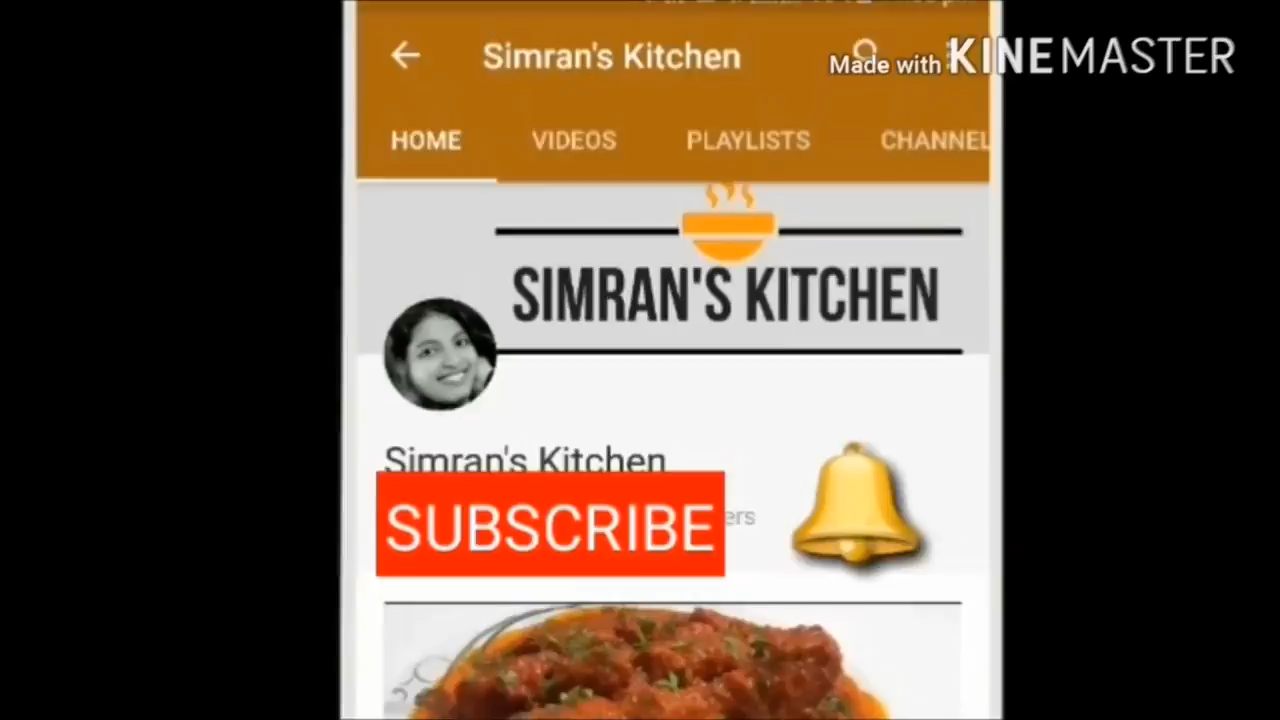 Simran's Kitchen
Made with KINEMASTER
HOME VIDEOS PLAYLISTS CHANNEL
SIMRAN'S KITCHEN
Simran's Kitchen
SUBSCRIBE